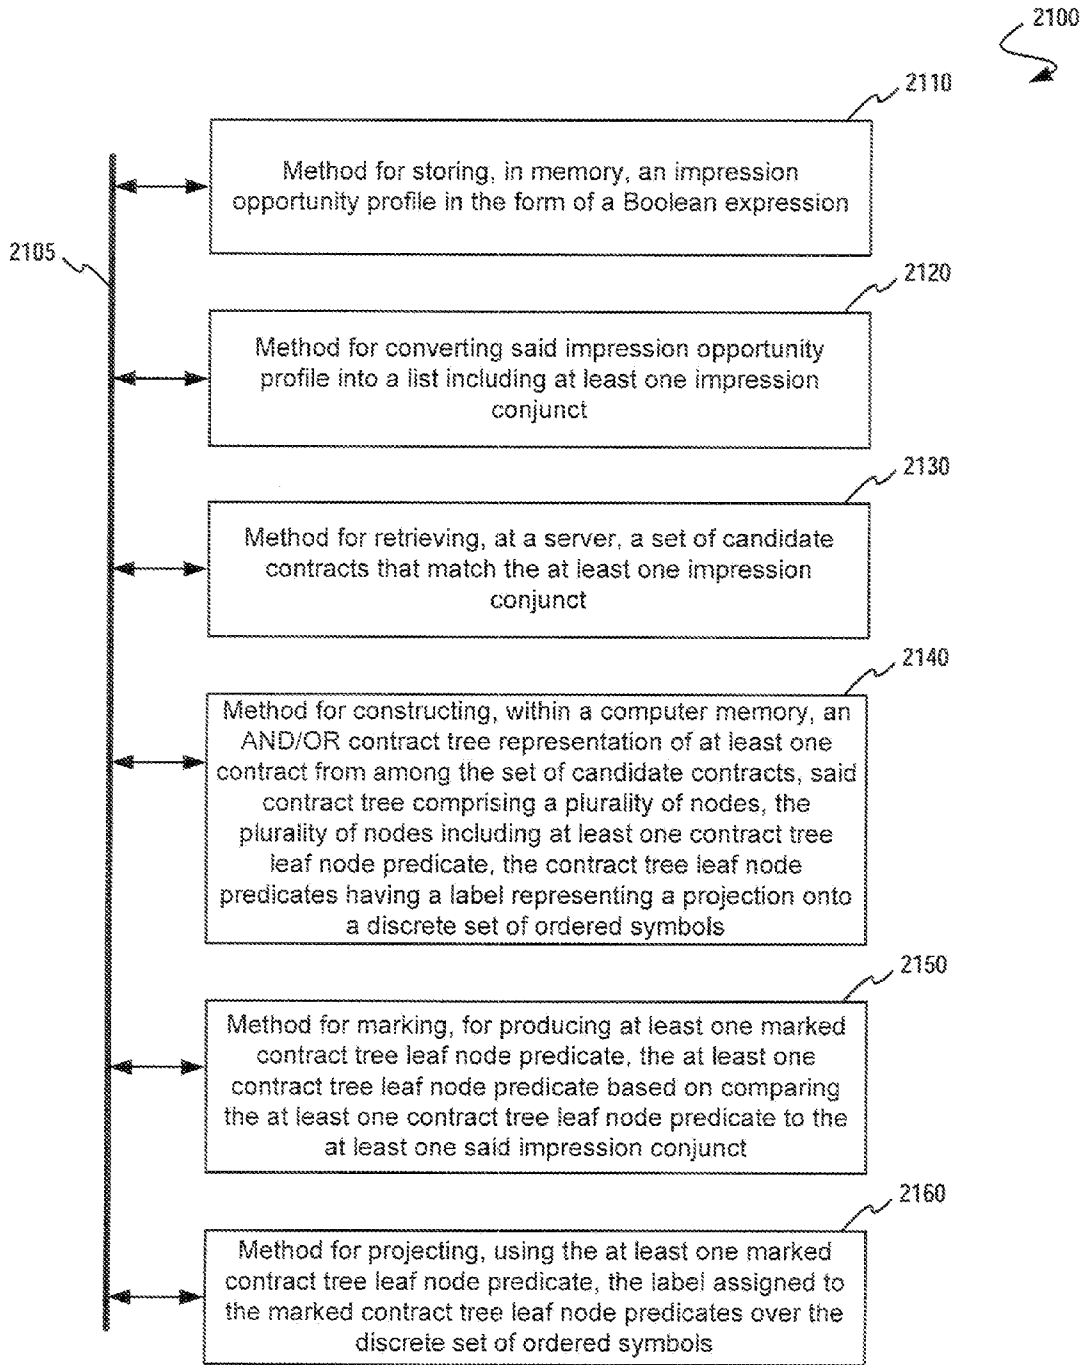 2100
2110
Method for storing, in memory, an impression
opportunity profile in the form of a Boolean expression
2105
2120
Method for converting said impression opportunity
profile into a list including at least one impression
conjunct
2130
Method for retrieving, at a server, a set of candidate
contracts that match the at least one impression
conjunct
2140
Method for constructing, within a computer memory, an
AND/OR contract tree representation of at least one
contract from among the set of candidate contracts, said
contract tree comprising a plurality of nodes, the
plurality of nodes including at least one contract tree
leaf node predicate, the contract tree leaf node
predicates having a label representing a projection onto
a discrete set of ordered symbols
2150
Method for marking, for producing at least one marked
contract tree leaf node predicate, the at least one
contract tree leaf node predicate based on comparing
the at least one contract tree leaf node predicate to the
at least one said impression conjunct
2160
Method for projecting, using the at least one marked
contract tree leaf node predicate, the label assigned to
the marked contract tree leaf node predicates over the
discrete set of ordered symbols